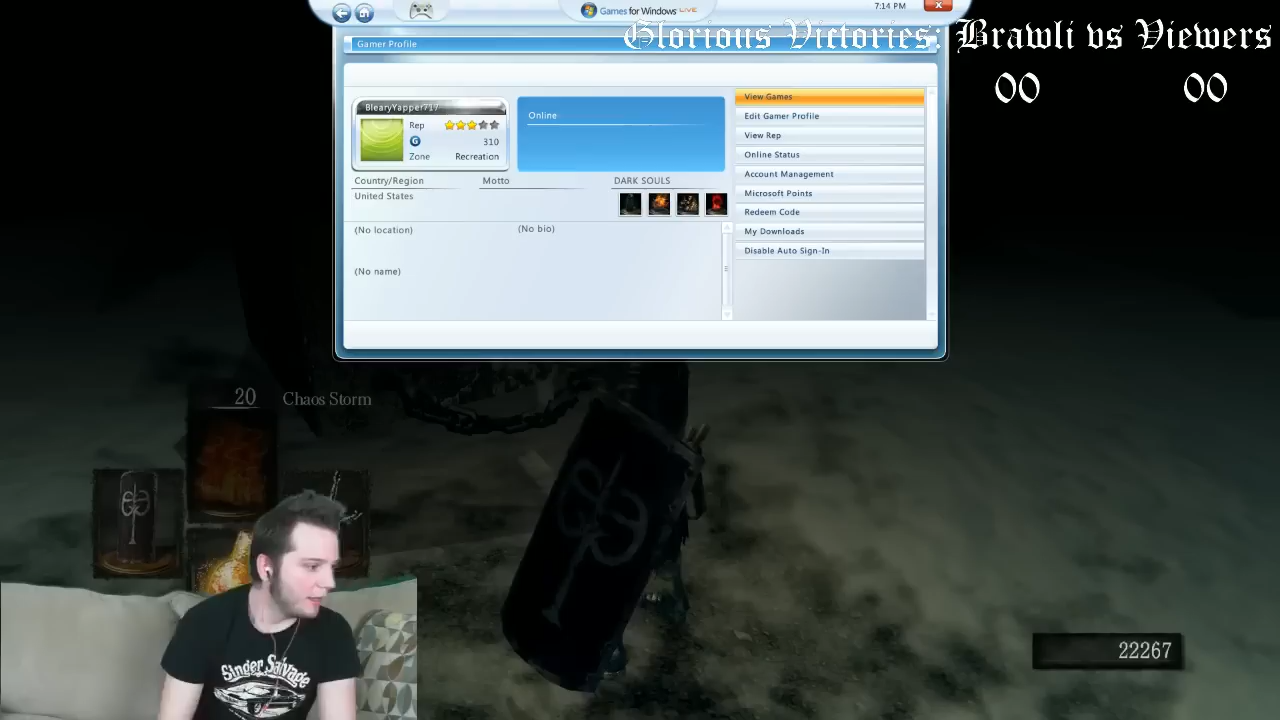 Games for Windows LIVE
7:14 PM
Glorious Victories: Brawli vs Viewers
00 00
Gamer Profile
BlearyYapper717
Rep
G 310
Zone Recreation
Online
Country/Region
United States
Motto
DARK SOULS
(No location)
(No bio)
(No name)
View Games
Edit Gamer Profile
View Rep
Online Status
Account Management
Microsoft Points
Redeem Code
My Downloads
Disable Auto Sign-In
20 Chaos Storm
Singer Salvage
22267